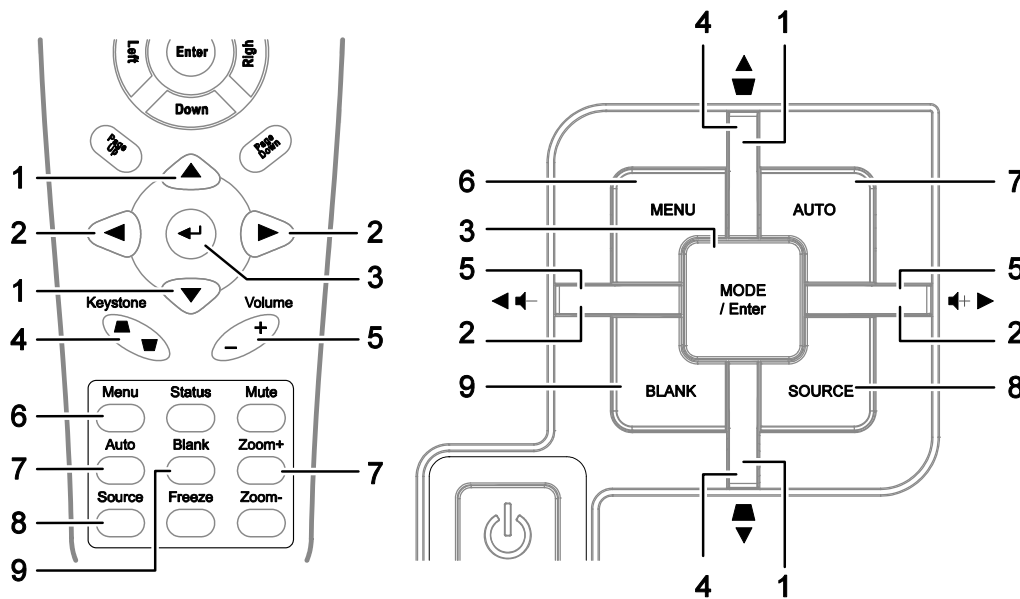 Left
Enter
Righ
Down
Page
Up
Page
Down
1
2
2
3
1
Keystone
Volume
4
5
Menu
Status
Mute
6
Auto
Blank
Zoom+
7
7
Source
Freeze
Zoom-
8
9
4
1
6
7
MENU
AUTO
3
5
5
MODE
/ Enter
2
2
9
8
BLANK
SOURCE
4
1